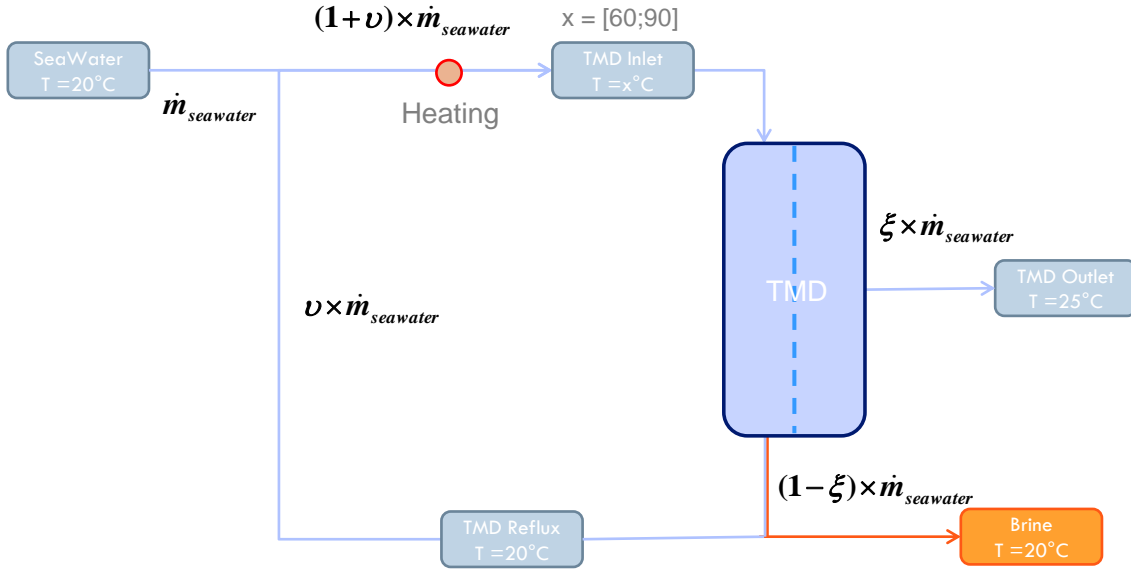 (1+υ)×ṁseawater
x = [60;90]
SeaWater
T =20°C
TMD Inlet
T =x°C
ṁseawater
Heating
ξ×ṁseawater
TMD
TMD Outlet
T =25°C
υ×ṁseawater
(1−ξ)×ṁseawater
TMD Reflux
T =20°C
Brine
T =20°C